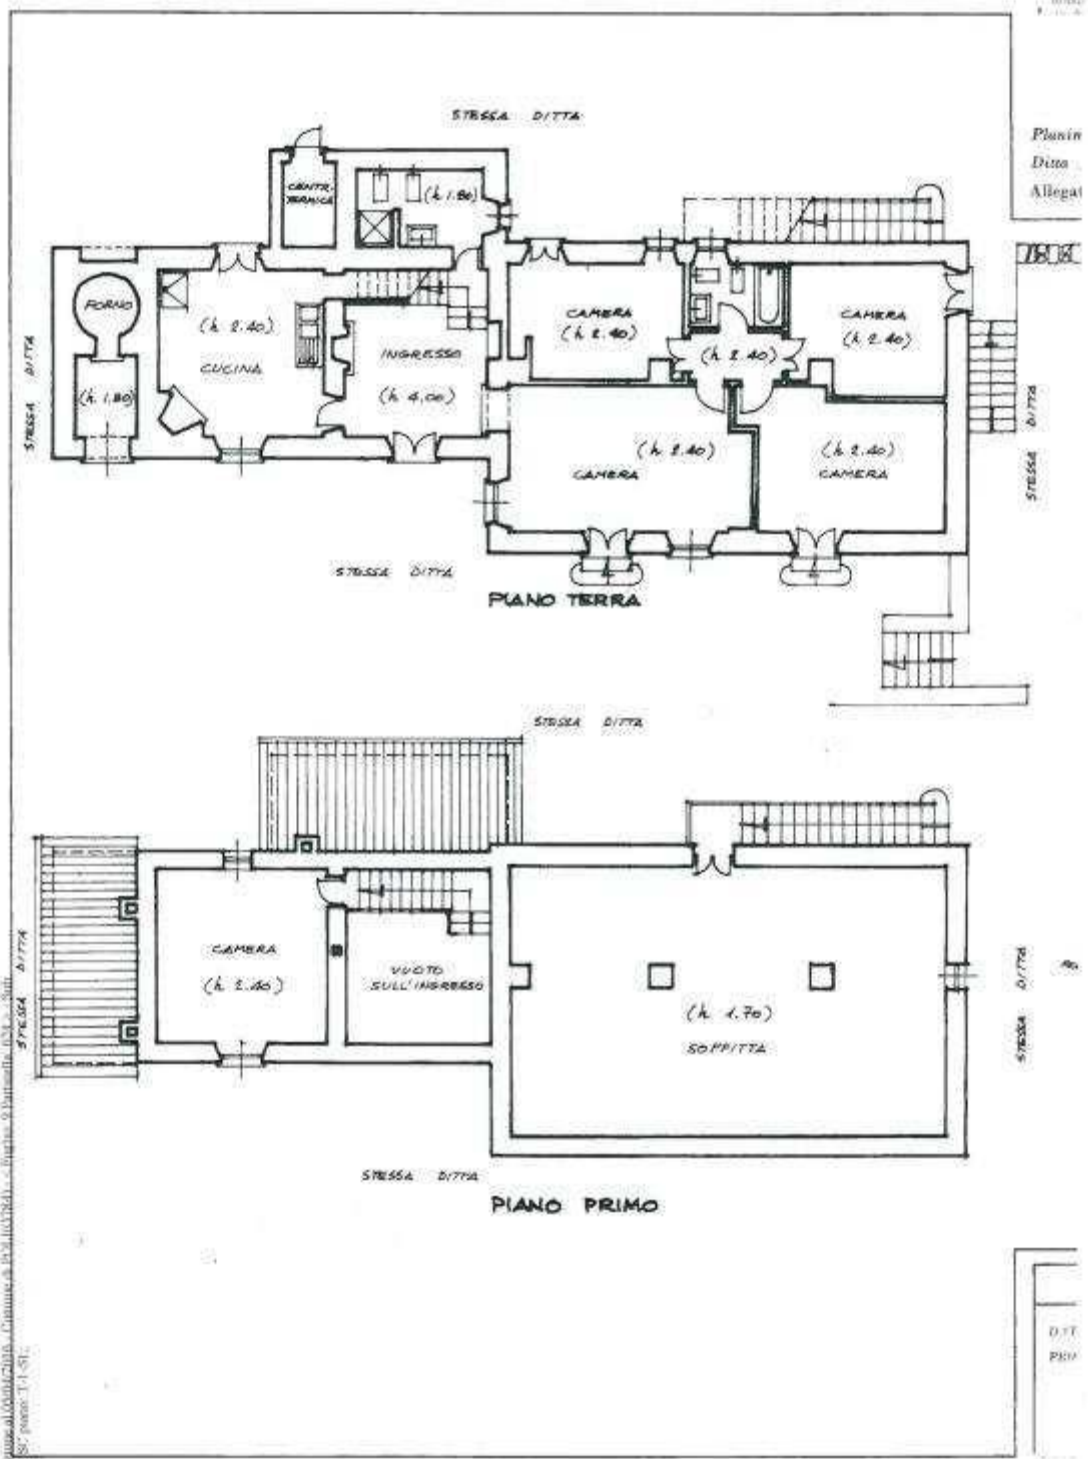 Planim
Ditta
Allegat
STESSA DITTA
CENTR.
TERMICA
(h 1.80)
FORNO
(h 2.40)
CUCINA
(h 1.80)
INGRESSO
(h 4,00)
CAMERA
(h 2.40)
(h 2.40)
CAMERA
(h 2.40)
(h 2.40)
CAMERA
(h 2.40)
CAMERA
STESSA DITTA
STESSA DITTA
STESSA DITTA
PIANO TERRA
STESSA DITTA
CAMERA
(h 2.40)
VUOTO
SULL'INGRESSO
(h 1.70)
SOFFITTA
STESSA DITTA
STESSA DITTA
STESSA DITTA
PIANO PRIMO